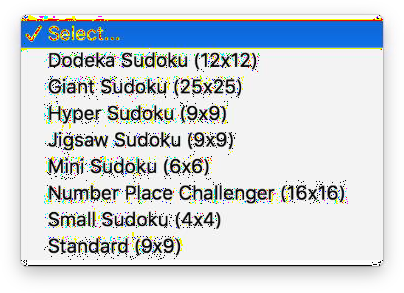 ✓ Select...
Dodeka Sudoku (12x12)
Giant Sudoku (25x25)
Hyper Sudoku (9x9)
Jigsaw Sudoku (9x9)
Mini Sudoku (6x6)
Number Place Challenger (16x16)
Small Sudoku (4x4)
Standard (9x9)